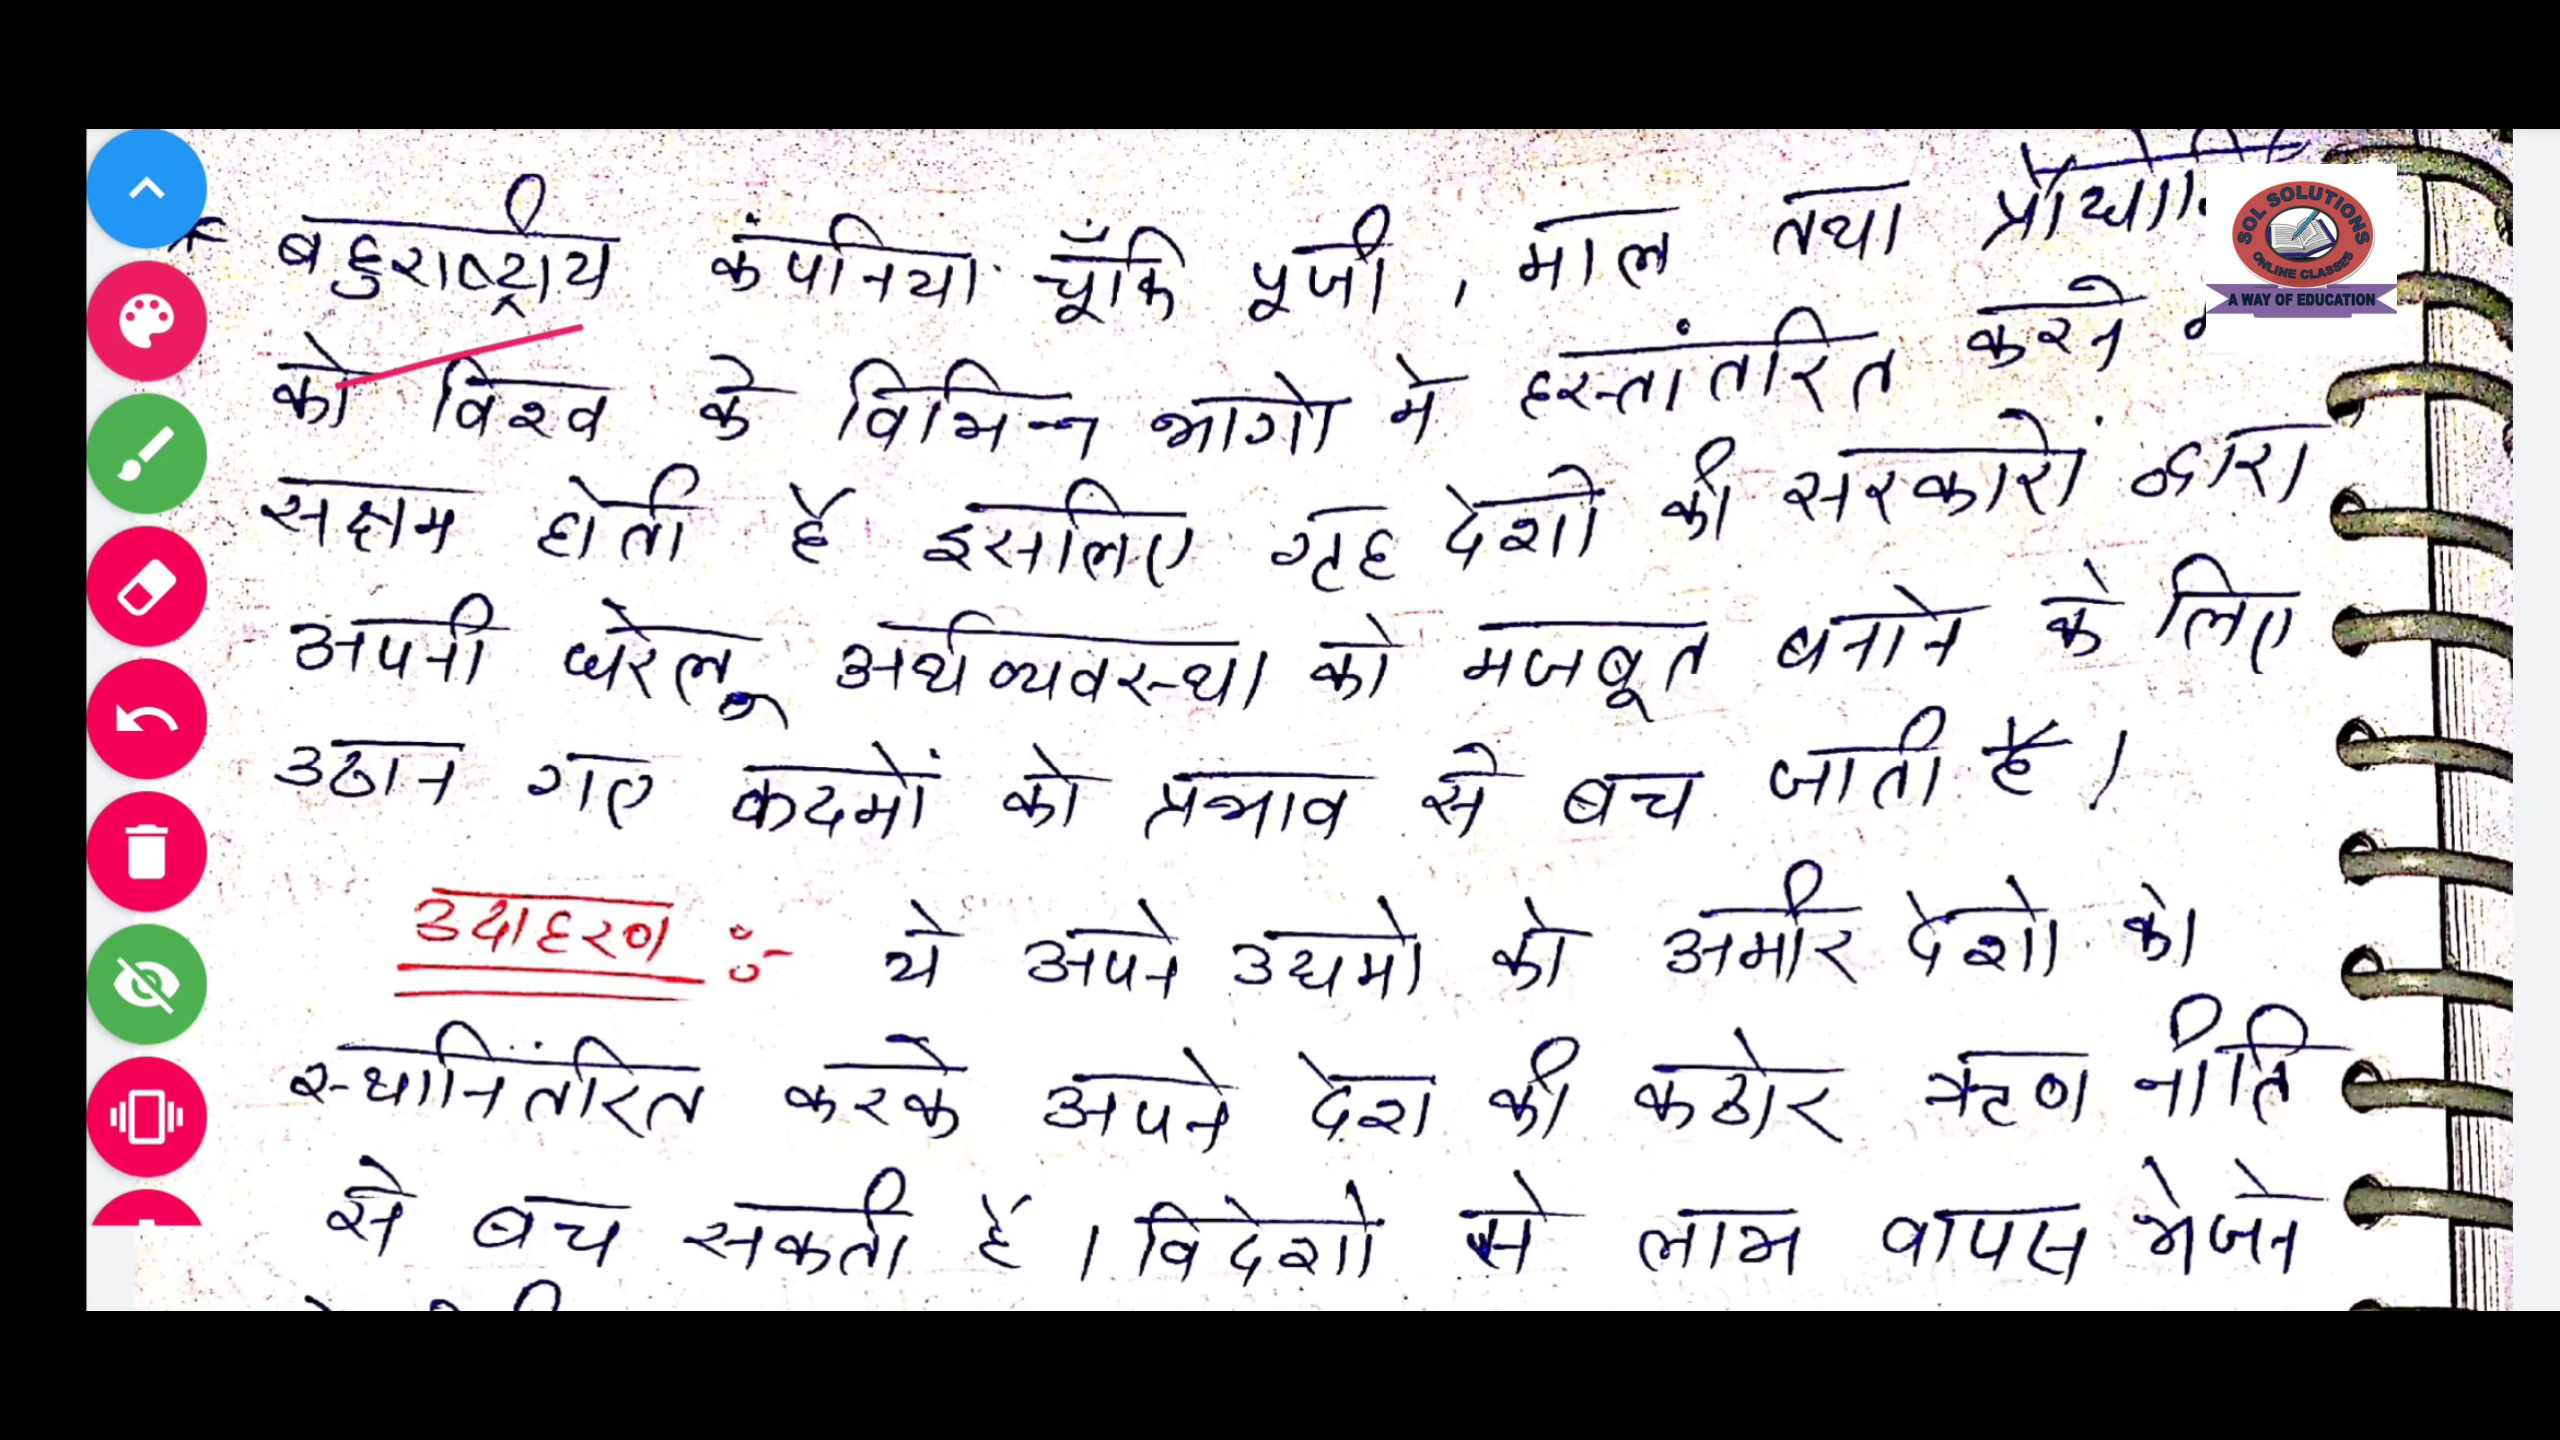 * बहुराष्ट्रीय कंपनिया चूँकि पूजी, माल तथा
को विश्व के विभिन्न भागो मे हस्तांतरित करने
सक्षम होती है इसलिए गृह देशो की सरकारों द्वारा
अपनी घरेलू अर्थव्यवस्था को मजबूत बनाने के लिए
उठान गए कदमों को प्रभाव से बच जाती है।
उदाहरण :- ये अपने उद्यमो को अमीर देशो को
स्थानिंतरित करके अपने देश की कठोर ऋण नीति
से बच सकती है। विदेशो से लाभ वापस भेजने
SOL SOLUTIONS
ONLINE CLASSES
A WAY OF EDUCATION